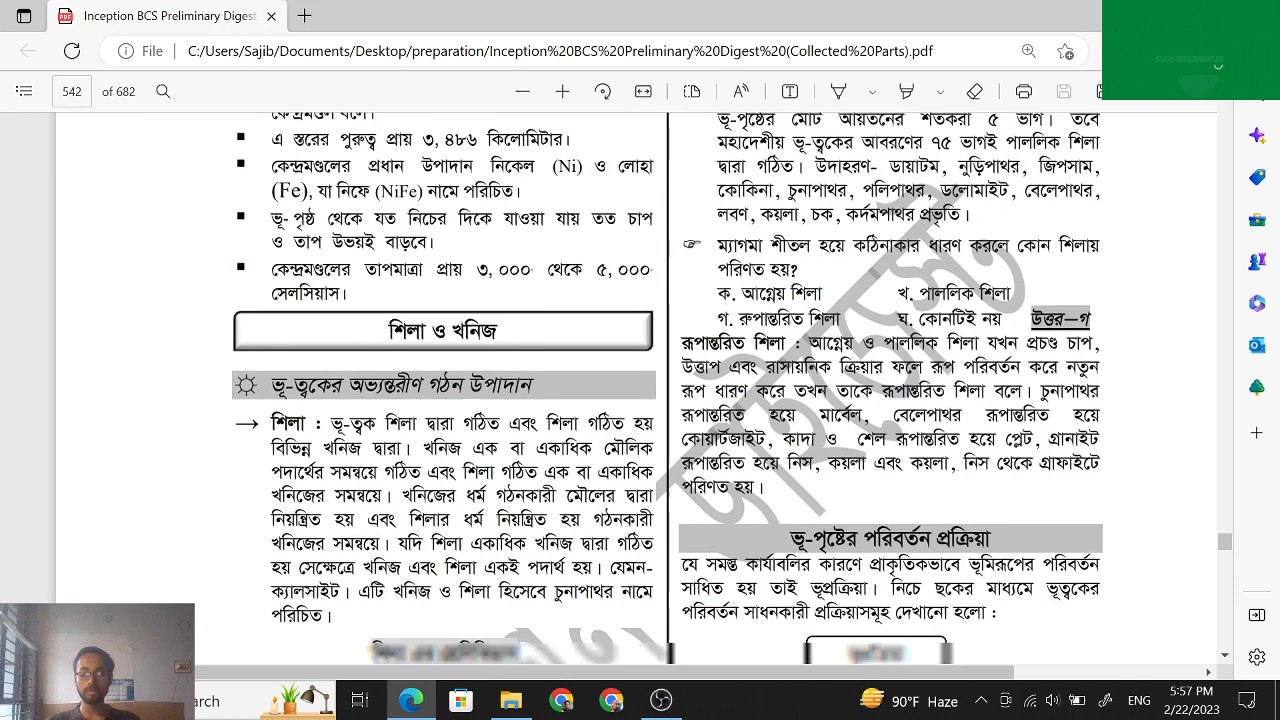 Inception BCS Preliminary Digest
File
C:/Users/Sajib/Documents/Desktop/preparation/Inception%20BCS%20Preliminary%20Digest%20(Collected%20Parts).pdf
542 of 682
কেন্দ্রমণ্ডল বলে।
এ স্তরের পুরুত্ব প্রায় ৩,৪৮৬ কিলোমিটার।
কেন্দ্রমণ্ডলের প্রধান উপাদান নিকেল (Ni) ও লোহা
(Fe), যা নিফে (NiFe) নামে পরিচিত।
ভূ-পৃষ্ঠ থেকে যত নিচের দিকে যাওয়া যায় তত চাপ
ও তাপ উভয়ই বাড়বে।
কেন্দ্রমণ্ডলের তাপমাত্রা প্রায় ৩,০০০ থেকে ৫,০০০
সেলসিয়াস।
শিলা ও খনিজ
ভূ-ত্বকের অভ্যন্তরীণ গঠন উপাদান
→ শিলা : ভূ-ত্বক শিলা দ্বারা গঠিত এবং শিলা গঠিত হয়
বিভিন্ন খনিজ দ্বারা। খনিজ এক বা একাধিক মৌলিক
পদার্থের সমন্বয়ে গঠিত এবং শিলা গঠিত এক বা একাধিক
খনিজের সমন্বয়ে। খনিজের ধর্ম গঠনকারী মৌলের দ্বারা
নিয়ন্ত্রিত হয় এবং শিলার ধর্ম নিয়ন্ত্রিত হয় গঠনকারী
খনিজের সমন্বয়ে। যদি শিলা একাধিক খনিজ দ্বারা গঠিত
হয় সেক্ষেত্রে খনিজ এবং শিলা একই পদার্থ হয়। যেমন-
ক্যালসাইট। এটি খনিজ ও শিলা হিসেবে চুনাপাথর নামে
পরিচিত।
ভূ-পৃষ্ঠের মোট আয়তনের শতকরা ৫ ভাগ। তবে
মহাদেশীয় ভূ-ত্বকের আবরণের ৭৫ ভাগই পাললিক শিলা
দ্বারা গঠিত। উদাহরণ- ডায়াটম, নুড়িপাথর, জিপসাম,
কোকিনা, চুনাপাথর, পলিপাথর, ডলোমাইট, বেলেপাথর,
লবণ, কয়লা, চক, কর্দমপাথর প্রভৃতি।
ম্যাগমা শীতল হয়ে কঠিনাকার ধারণ করলে কোন শিলায়
পরিণত হয়?
ক. আগ্নেয় শিলা খ. পাললিক শিলা
গ. রুপান্তরিত শিলা ঘ. কোনটিই নয় উত্তর–গ
রূপান্তরিত শিলা : আগ্নেয় ও পাললিক শিলা যখন প্রচণ্ড চাপ,
উত্তাপ এবং রাসায়নিক ক্রিয়ার ফলে রূপ পরিবর্তন করে নতুন
রূপ ধারণ করে তখন তাকে রূপান্তরিত শিলা বলে। চুনাপাথর
রূপান্তরিত হয়ে মার্বেল, বেলেপাথর রূপান্তরিত হয়ে
কোয়ার্টজাইট, কাদা ও শেল রূপান্তরিত হয়ে স্লেট, গ্রানাইট
রূপান্তরিত হয়ে নিস, কয়লা এবং কয়লা, নিস থেকে গ্রাফাইটে
পরিণত হয়।
ভূ-পৃষ্টের পরিবর্তন প্রক্রিয়া
যে সমস্ত কার্যাবলির কারণে প্রাকৃতিকভাবে ভূমিরূপের পরিবর্তন
সাধিত হয় তাই ভূপ্রক্রিয়া। নিচে ছকের মাধ্যমে ভূত্বকের
পরিবর্তন সাধনকারী প্রক্রিয়াসমূহ দেখানো হলো :
90°F Haze
ENG
5:57 PM
2/22/2023